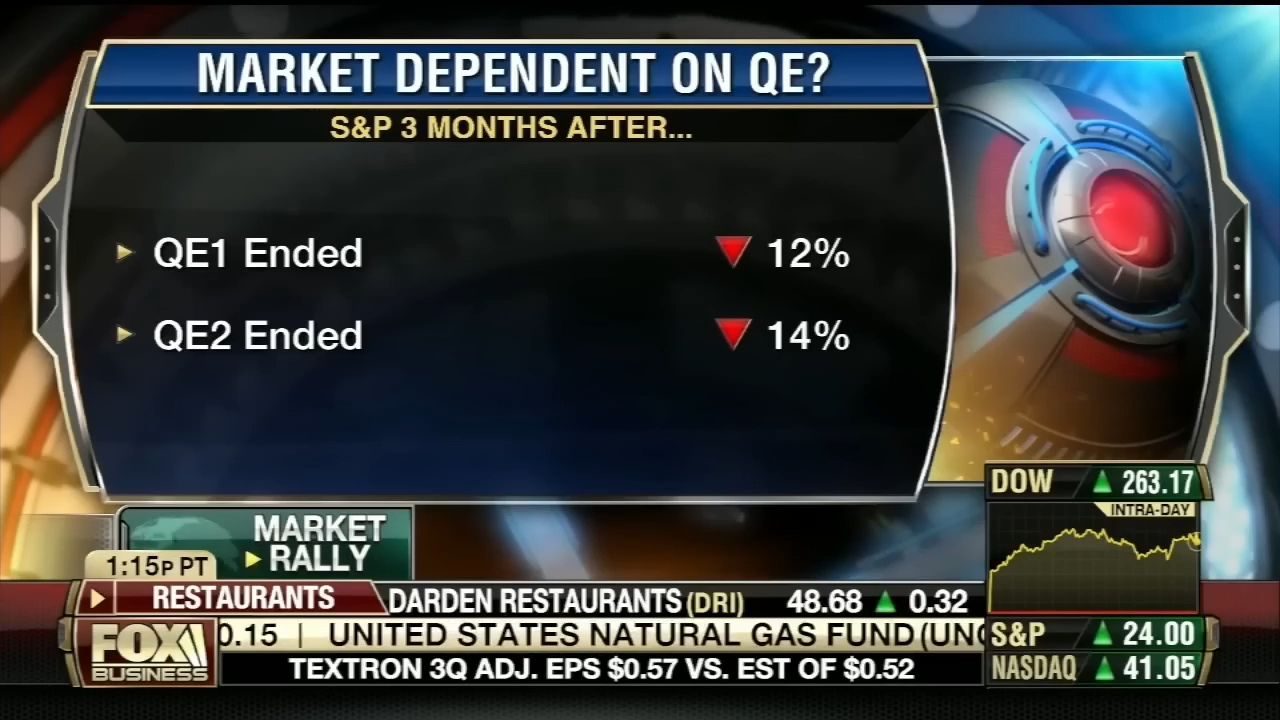 MARKET DEPENDENT ON QE?
S&P 3 MONTHS AFTER...
QE1 Ended ▼ 12%
QE2 Ended ▼ 14%
DOW ▲ 263.17
INTRA-DAY
MARKET
RALLY
1:15P PT
RESTAURANTS DARDEN RESTAURANTS (DRI) 48.68 ▲ 0.32
FOX BUSINESS
0.15 | UNITED STATES NATURAL GAS FUND (UN
TEXTRON 3Q ADJ. EPS $0.57 VS. EST OF $0.52
S&P ▲ 24.00
NASDAQ ▲ 41.05